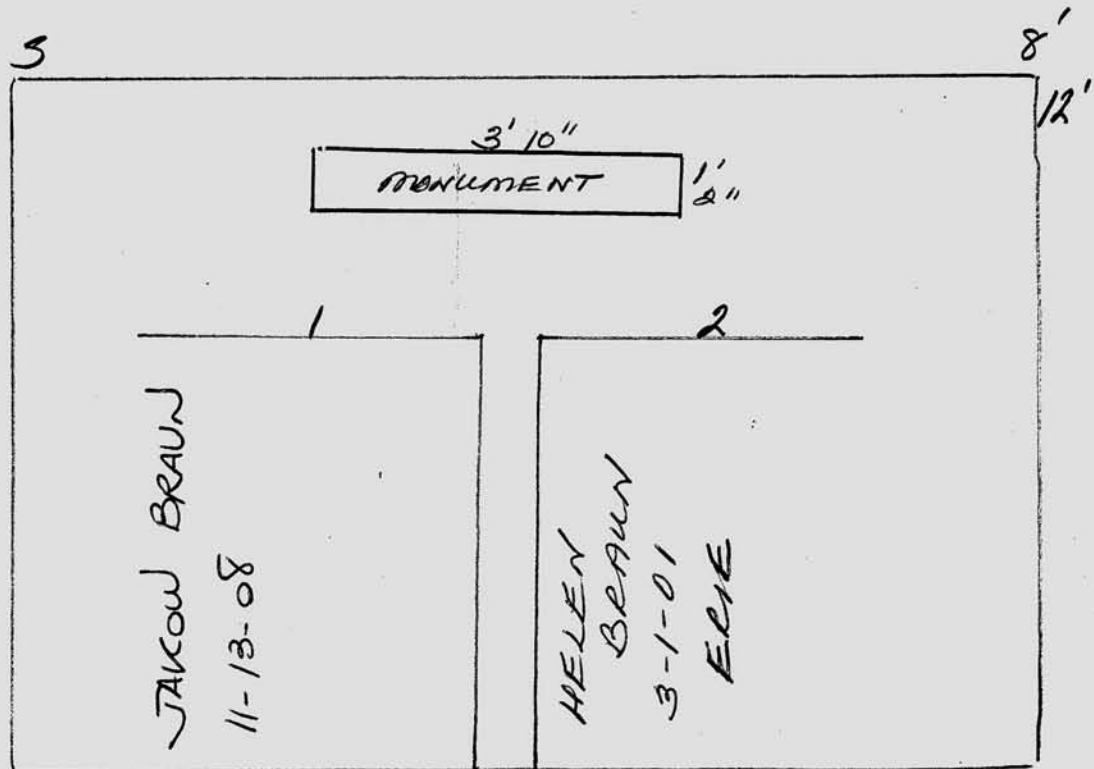 S 8'
12'
3' 10"
MONUMENT
1'
2"
1 2
JAKOW BRAUN
11-13-08
HELEN
BRAUN
3-1-01
ERIE